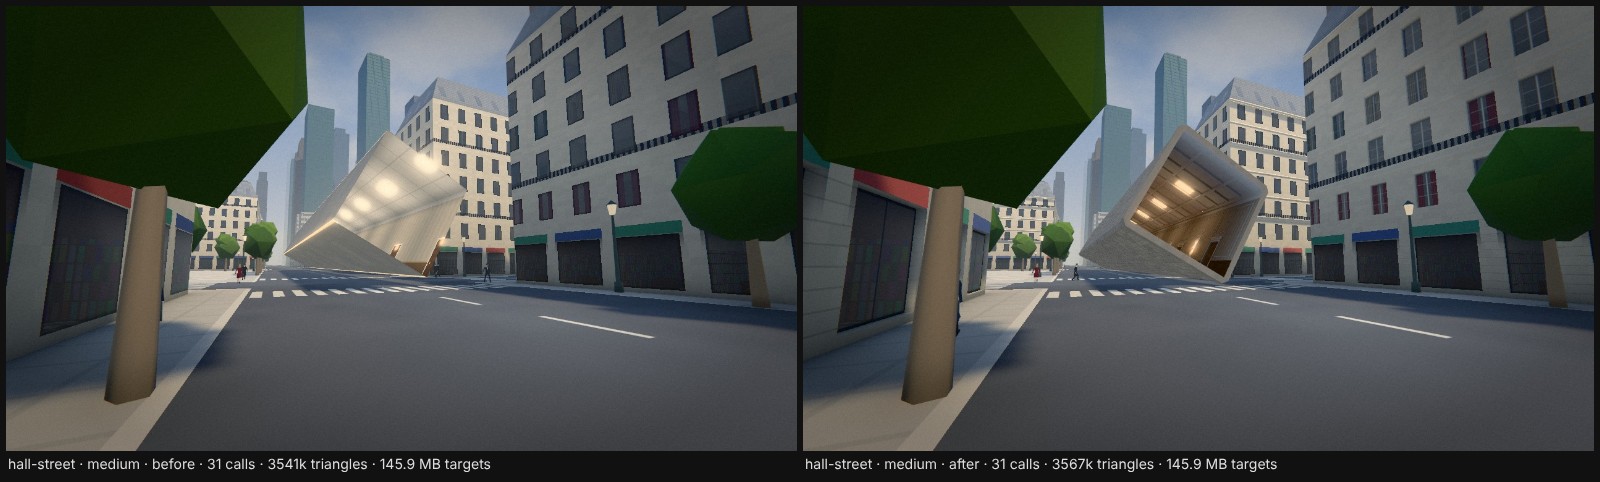 hall-street · medium · before · 31 calls · 3541k triangles · 145.9 MB targets
hall-street · medium · after · 31 calls · 3567k triangles · 145.9 MB targets